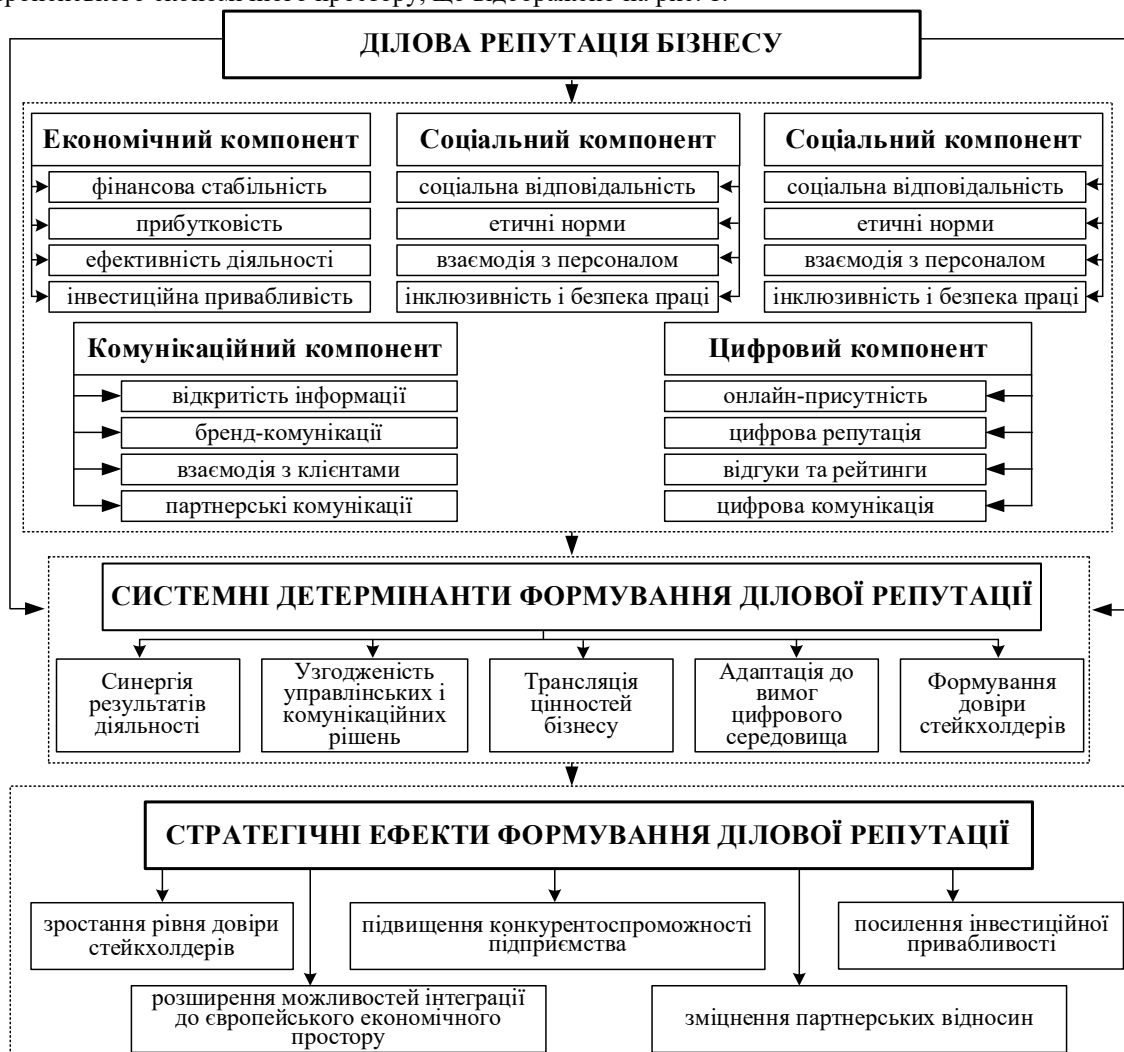 ДІЛОВА РЕПУТАЦІЯ БІЗНЕСУ
Економічний компонент
фінансова стабільність
прибутковість
ефективність діяльності
інвестиційна привабливість
Соціальний компонент
соціальна відповідальність
етичні норми
взаємодія з персоналом
інклюзивність і безпека праці
Соціальний компонент
соціальна відповідальність
етичні норми
взаємодія з персоналом
інклюзивність і безпека праці
Комунікаційний компонент
відкритість інформації
бренд-комунікації
взаємодія з клієнтами
партнерські комунікації
Цифровий компонент
онлайн-присутність
цифрова репутація
відгуки та рейтинги
цифрова комунікація
СИСТЕМНІ ДЕТЕРМІНАНТИ ФОРМУВАННЯ ДІЛОВОЇ РЕПУТАЦІЇ
Синергія
результатів
діяльності
Узгодженість
управлінських і
комунікаційних
рішень
Трансляція
цінностей
бізнесу
Адаптація до
вимог
цифрового
середовища
Формування
довіри
стейкхолдерів
СТРАТЕГІЧНІ ЕФЕКТИ ФОРМУВАННЯ ДІЛОВОЇ РЕПУТАЦІЇ
зростання рівня довіри
стейкхолдерів
підвищення конкурентоспроможності
підприємства
посилення інвестиційної
привабливості
розширення можливостей інтеграції
до європейського економічного
простору
зміцнення партнерських відносин